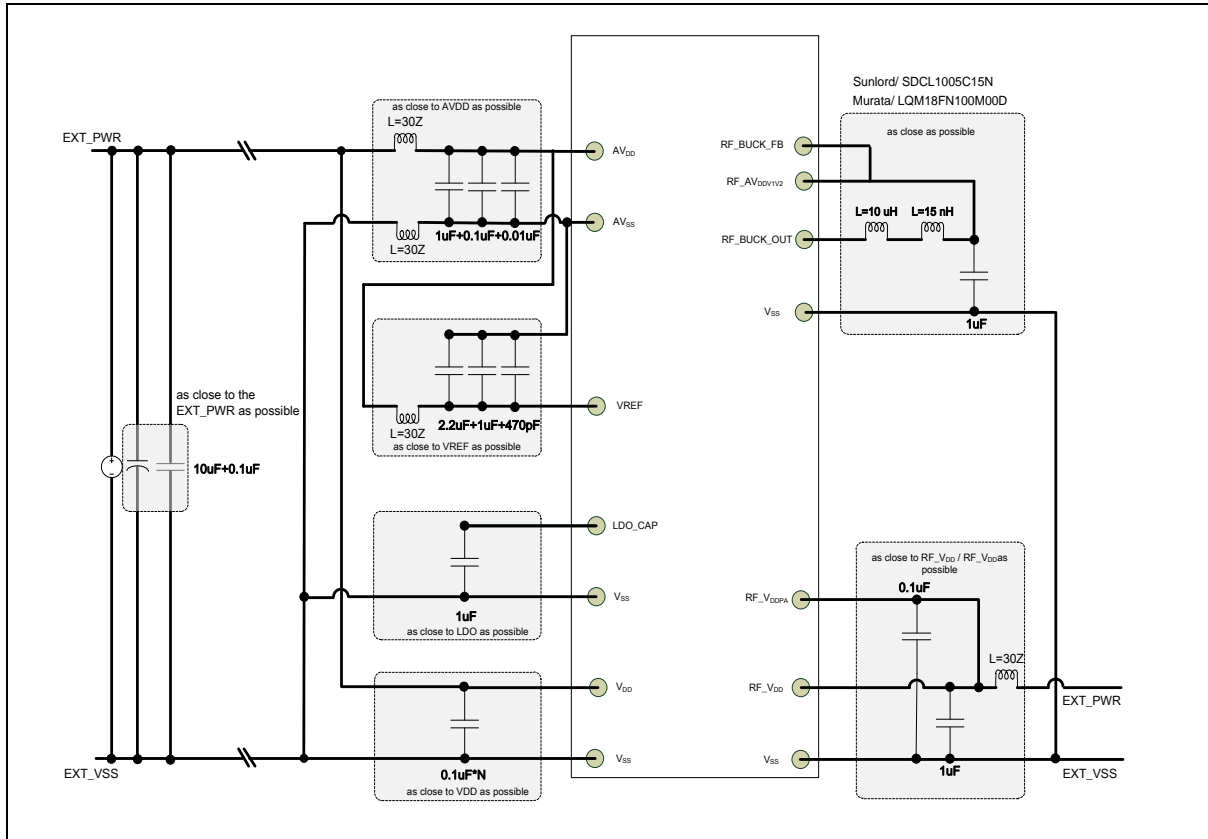 Sunlord/ SDCL1005C15N
Murata/ LQM18FN100M00D
as close to AVDD as possible
L=30Z
EXT_PWR
AVDD
AVSS
1uF+0.1uF+0.01uF
L=30Z
as close as possible
RF_BUCK_FB
RF_AVDDV1V2
L=10 uH
L=15 nH
RF_BUCK_OUT
VSS
1uF
as close to the
EXT_PWR as possible
10uF+0.1uF
VREF
2.2uF+1uF+470pF
L=30Z
as close to VREF as possible
LDO_CAP
VSS
1uF
as close to LDO as possible
as close to RF_VDD / RF_VDDas
possible
0.1uF
RF_VDDPA
L=30Z
VDD
RF_VDD
EXT_PWR
VSS
VSS
EXT_VSS
0.1uF*N
as close to VDD as possible
1uF
EXT_VSS